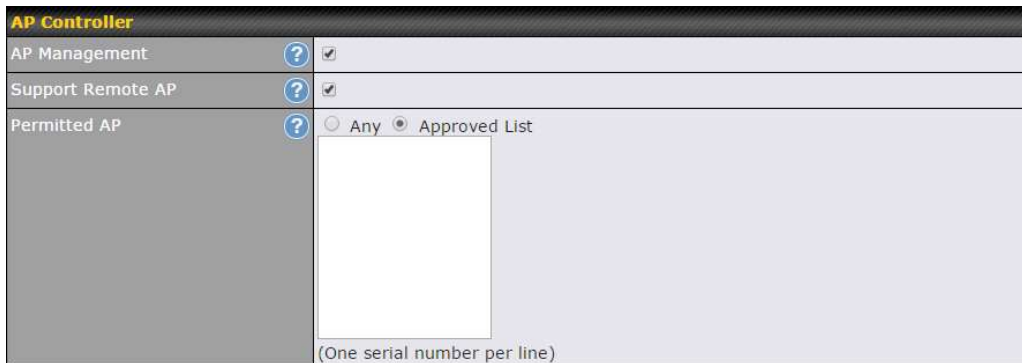 AP Controller
AP Management ?
Support Remote AP ?
Permitted AP ? Any Approved List
(One serial number per line)